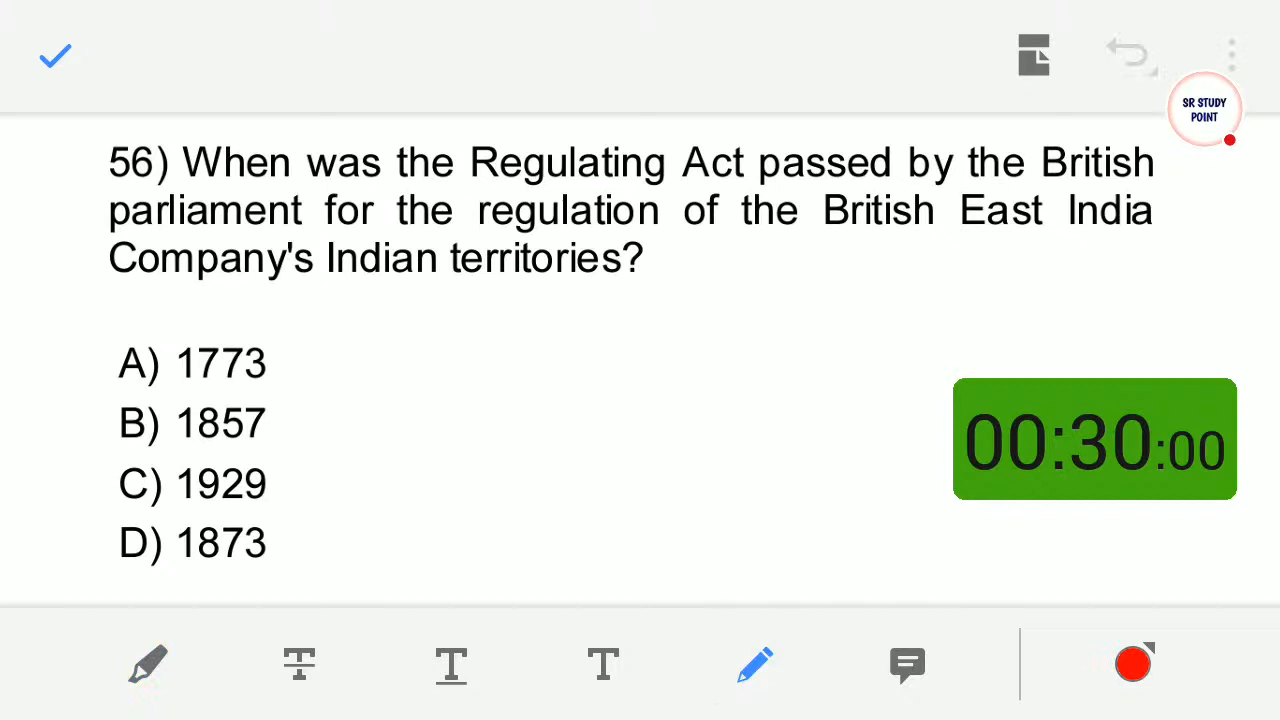 SR STUDY
POINT
56) When was the Regulating Act passed by the British
parliament for the regulation of the British East India
Company's Indian territories?
A) 1773
B) 1857
C) 1929
D) 1873
00:30:00
T
T
T